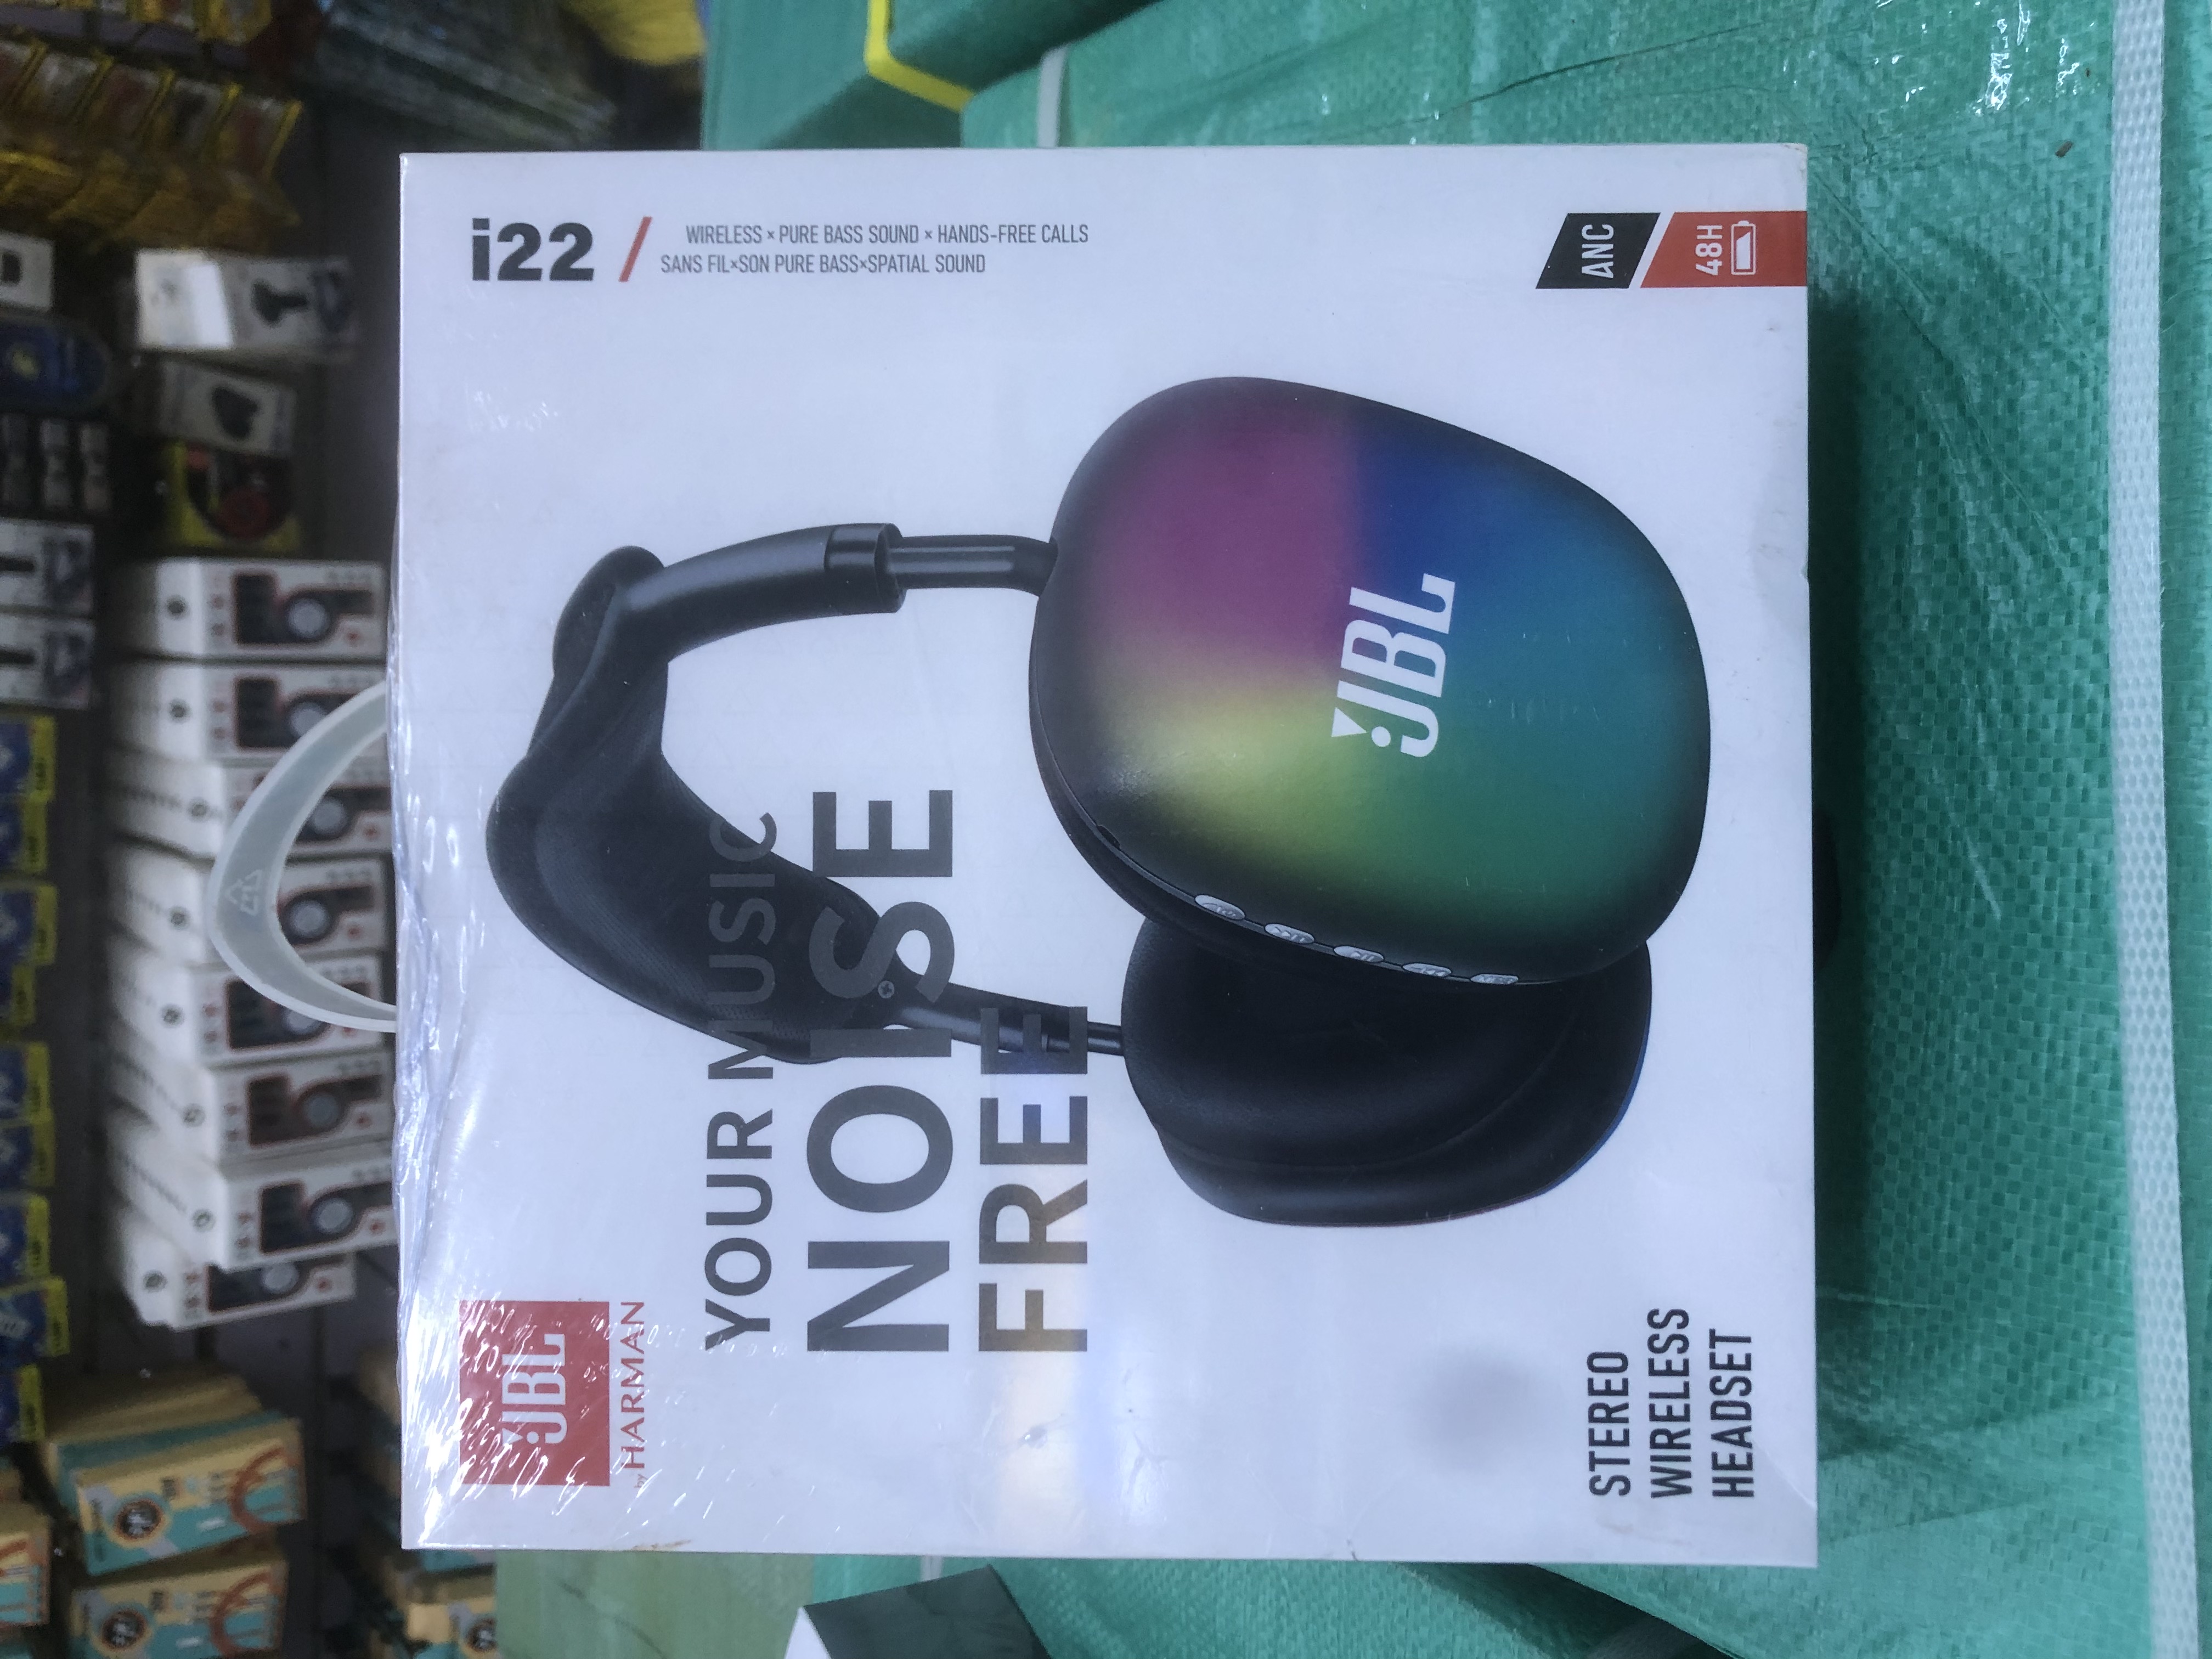 JBL
by HARMAN
i22 /
WIRELESS × PURE BASS SOUND × HANDS-FREE CALLS
SANS FIL×SON PURE BASS×SPATIAL SOUND
YOUR MUSIC
NOISE
FREE
JBL
STEREO
WIRELESS
HEADSET
ANC
48H